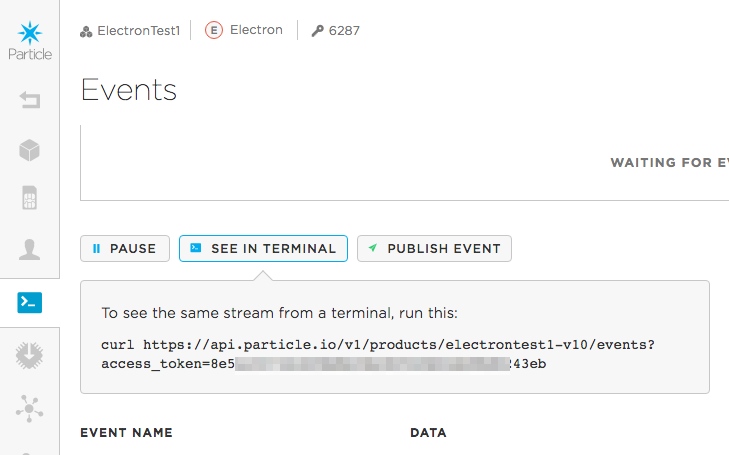 Particle
ElectronTest1 E Electron 6287
Events
WAITING FOR EV
PAUSE SEE IN TERMINAL PUBLISH EVENT
To see the same stream from a terminal, run this:
curl https://api.particle.io/v1/products/electrontest1-v10/events?
access_token=8e5 243eb
EVENT NAME DATA